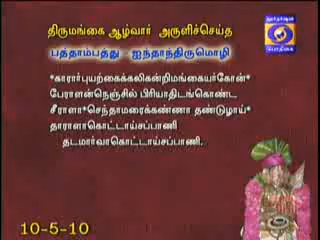 திருமங்கை ஆழ்வார் அருளிச்செய்த
பத்தாம்பத்து - ஐந்தாந்திருமொழி
*காரார்புயற்கைக்கலிகன்றிமங்கையர்கோன்*
பேராளன்நெஞ்சில் பிரியாதிடங்கொண்ட
சீராளா*செந்தாமரைக்கண்ணா தண்டுழாய்*
தாராளாகொட்டாய்சப்பாணி
தடமார்வாகொட்டாய்சப்பாணி.
10-5-10